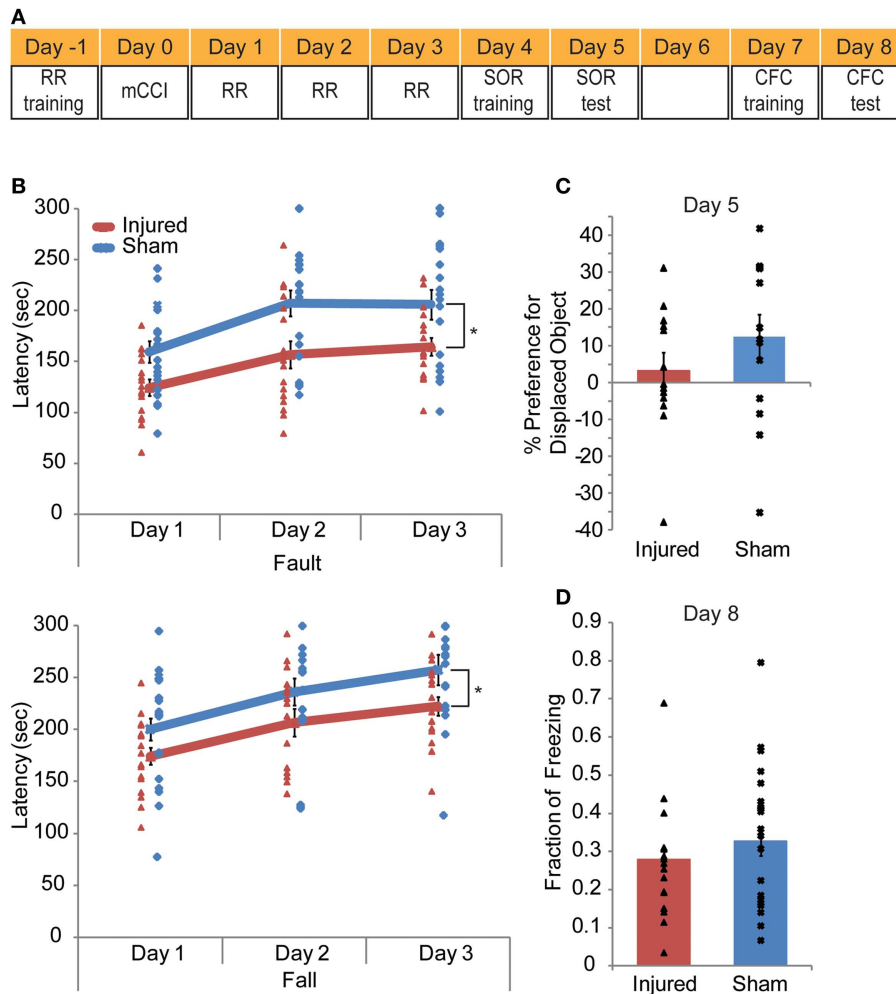 A
Day -1 Day 0 Day 1 Day 2 Day 3 Day 4 Day 5 Day 6 Day 7 Day 8
RR training mCCI RR RR RR SOR training SOR test CFC training CFC test
B
300
250
200
150
100
50
0
Latency (sec)
Injured
Sham
*
Day 1 Day 2 Day 3
Fault
300
250
200
150
100
50
0
Latency (sec)
*
Day 1 Day 2 Day 3
Fall
C
Day 5
% Preference for
Displaced Object
40
30
20
10
0
-10
-20
-30
-40
Injured Sham
D
Day 8
Fraction of Freezing
0.9
0.8
0.7
0.6
0.5
0.4
0.3
0.2
0.1
0
Injured Sham